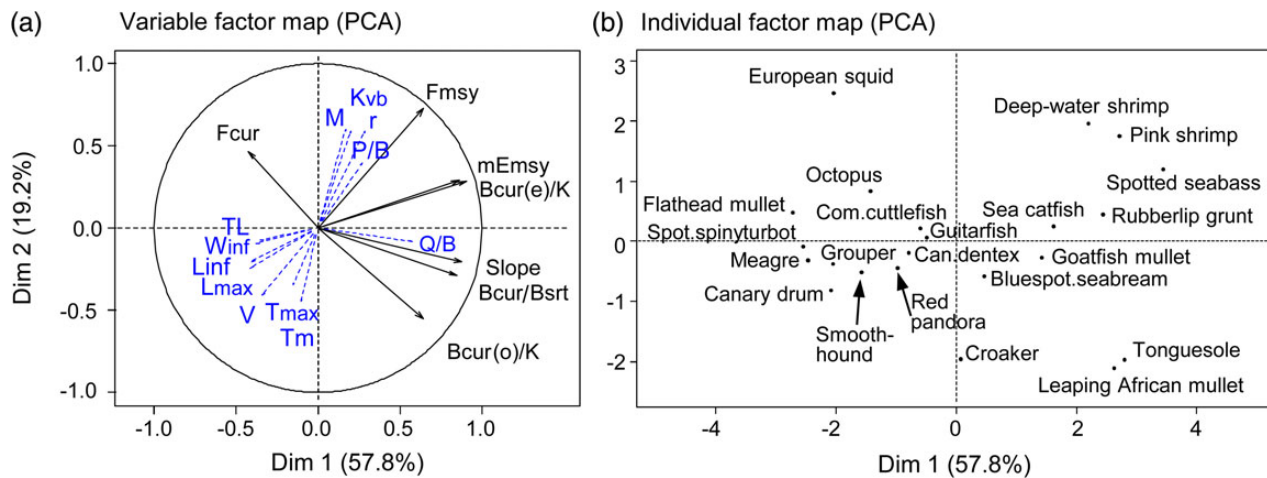 (a) Variable factor map (PCA)
1.0
0.5
0.0
-0.5
-1.0
Dim 2 (19.2%)
Fcur
Kvb
M
r
P/B
Fmsy
mEmsy
Bcur(e)/K
TL
Winf
Linf
Lmax
V
Tmax
Tm
Q/B
Slope
Bcur/Bsrt
Bcur(o)/K
-1.0 -0.5 0.0 0.5 1.0
Dim 1 (57.8%)
(b) Individual factor map (PCA)
3
2
1
0
-1
-2
European squid
Deep-water shrimp
Pink shrimp
Octopus
Spotted seabass
Flathead mullet
Com.cuttlefish
Sea catfish
Rubberlip grunt
Spot.spinyturbot
Guitarfish
Meagre
Grouper
Can.dentex
Goatfish mullet
Bluespot.seabream
Canary drum
Smooth-
hound
Red
pandora
Croaker
Tonguesole
Leaping African mullet
-4 -2 0 2 4
Dim 1 (57.8%)